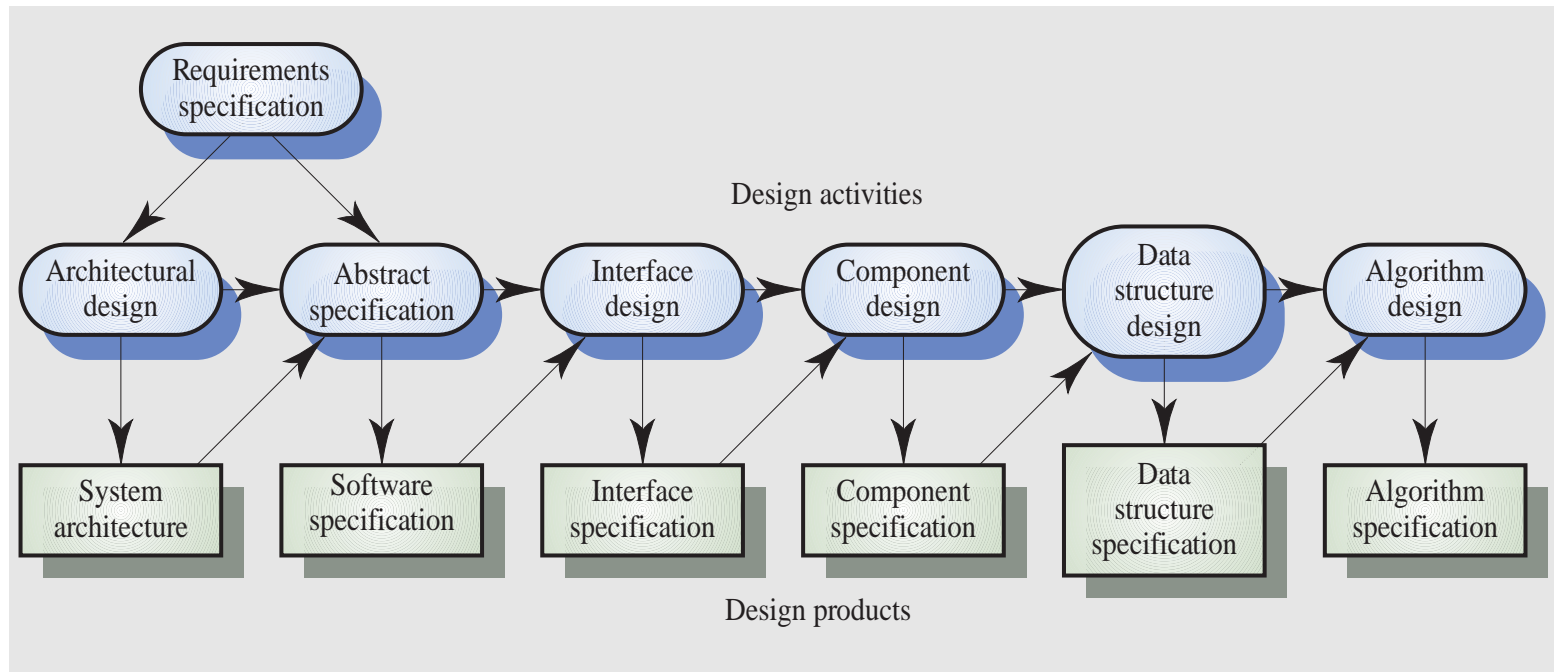 Requirements
specification
Design activities
Architectural
design
Abstract
specification
Interface
design
Component
design
Data
structure
design
Algorithm
design
System
architecture
Software
specification
Interface
specification
Component
specification
Data
structure
specification
Algorithm
specification
Design products